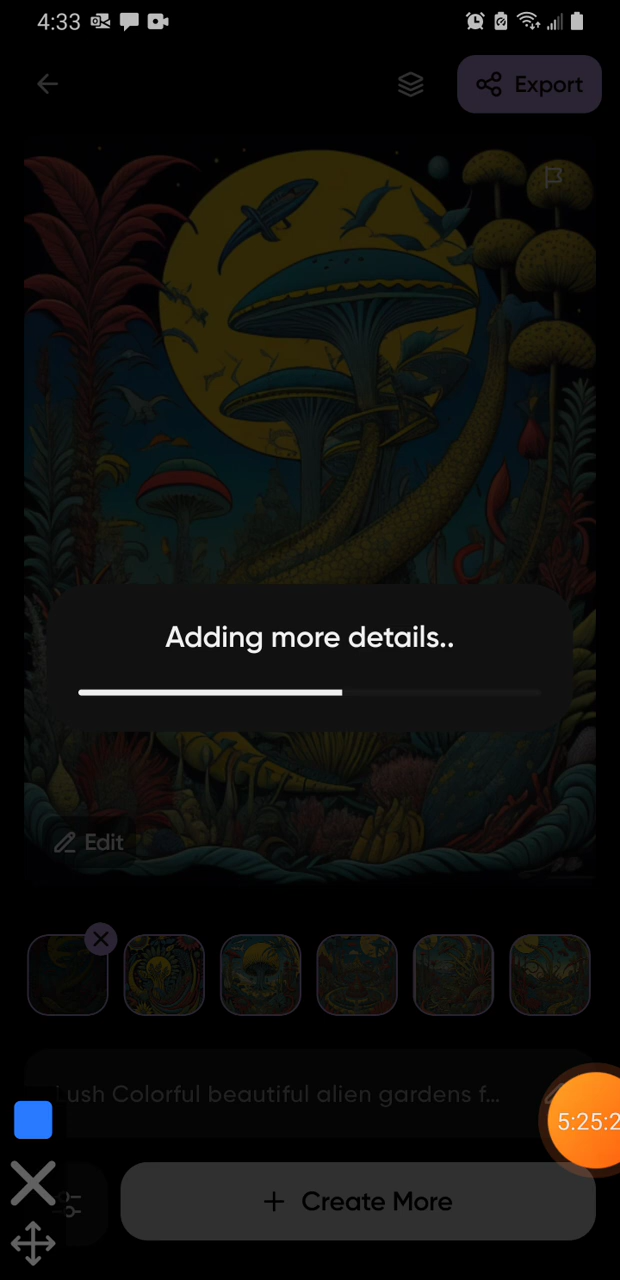 4:33
Export
Adding more details..
Edit
Lush Colorful beautiful alien gardens f...
5:25:2
+ Create More